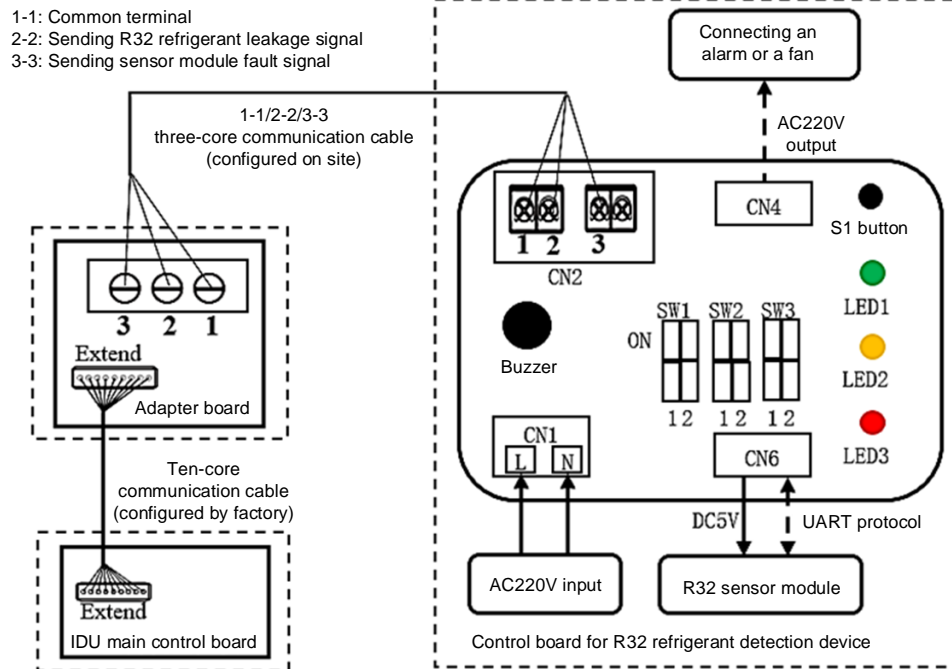 1-1: Common terminal
2-2: Sending R32 refrigerant leakage signal
3-3: Sending sensor module fault signal
1-1/2-2/3-3
three-core communication cable
(configured on site)
3 2 1
Extend
Adapter board
Ten-core
communication cable
(configured by factory)
Extend
IDU main control board
Connecting an
alarm or a fan
AC220V
output
1 2 3
CN2
CN4
S1 button
LED1
LED2
LED3
Buzzer
SW1 SW2 SW3
ON
1 2 1 2 1 2
CN1
L N
CN6
DC5V
UART protocol
AC220V input
R32 sensor module
Control board for R32 refrigerant detection device